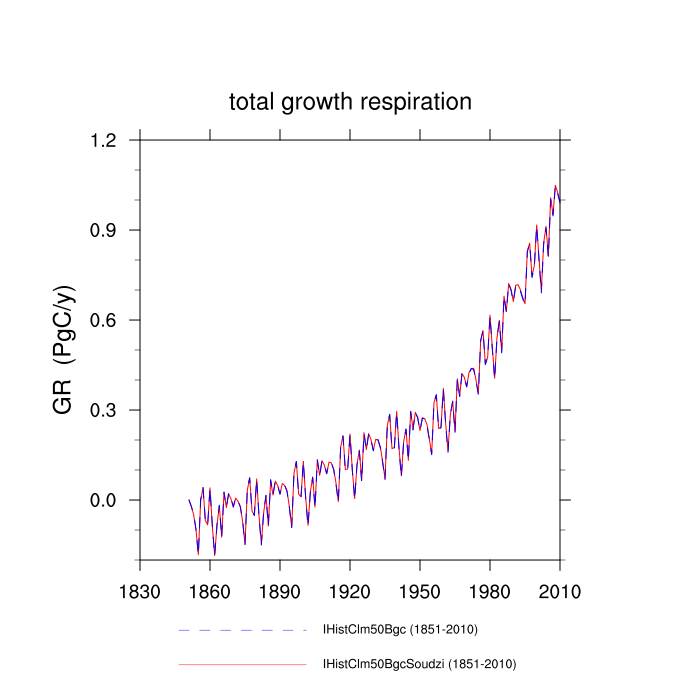 total growth respiration
1.2
0.9
0.6
0.3
0.0
GR (PgC/y)
1830 1860 1890 1920 1950 1980 2010
IHistClm50Bgc (1851-2010)
IHistClm50BgcSoudzi (1851-2010)